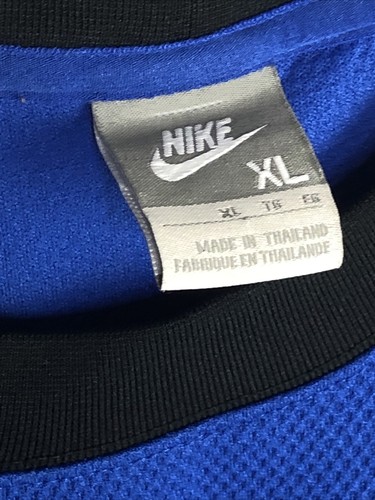 NIKE
XL
XL TG EG
MADE IN THAILAND
FABRIQUE EN THAILANDE